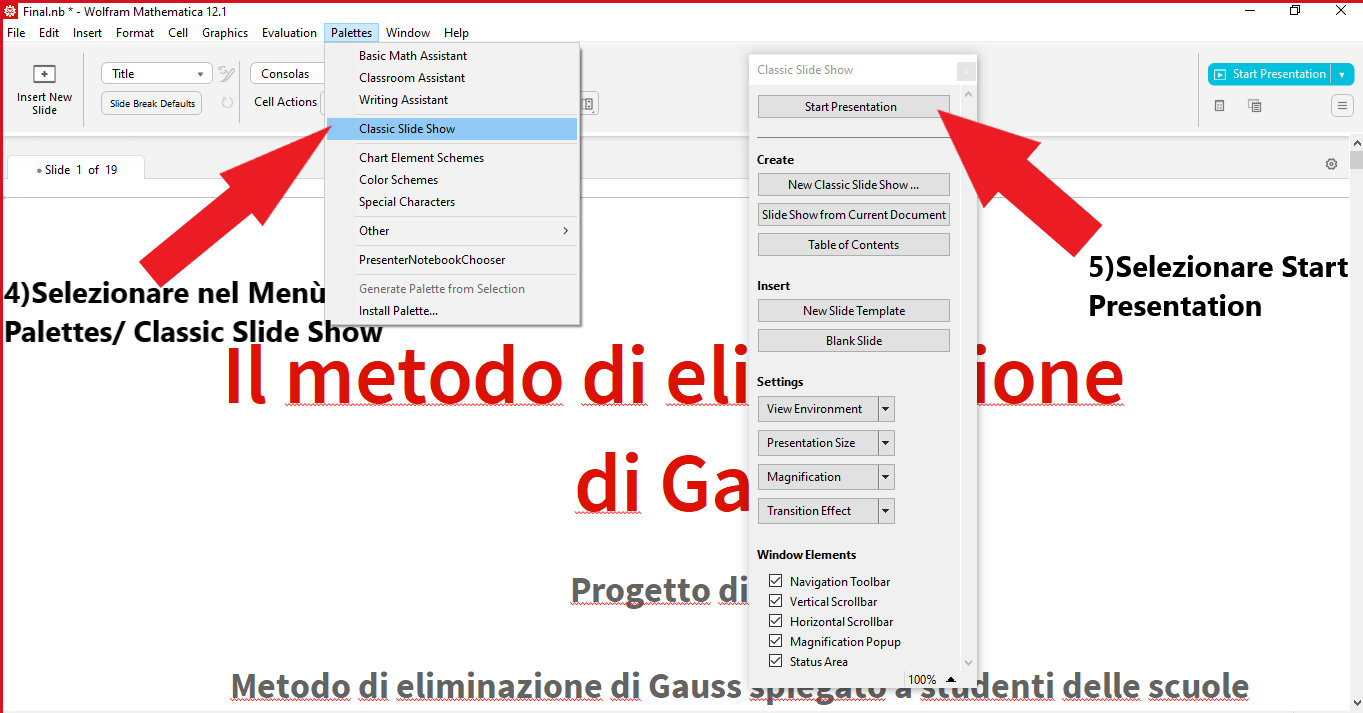 Final.nb * - Wolfram Mathematica 12.1
File Edit Insert Format Cell Graphics Evaluation Palettes Window Help
Insert New
Slide
Title
Slide Break Defaults
Consolas
Cell Actions
Start Presentation
Slide 1 of 19
Basic Math Assistant
Classroom Assistant
Writing Assistant
Classic Slide Show
Chart Element Schemes
Color Schemes
Special Characters
Other
PresenterNotebookChooser
Generate Palette from Selection
Install Palette...
Classic Slide Show
Start Presentation
Create
New Classic Slide Show ...
Slide Show from Current Document
Table of Contents
Insert
New Slide Template
Blank Slide
Settings
View Environment
Presentation Size
Magnification
Transition Effect
Window Elements
Navigation Toolbar
Vertical Scrollbar
Horizontal Scrollbar
Magnification Popup
Status Area
100%
4)Selezionare nel Menù
Palettes/ Classic Slide Show
5)Selezionare Start
Presentation
Il metodo di eli ione
di Ga
Progetto di
Metodo di eliminazione di Gauss spiegato a studenti delle scuole